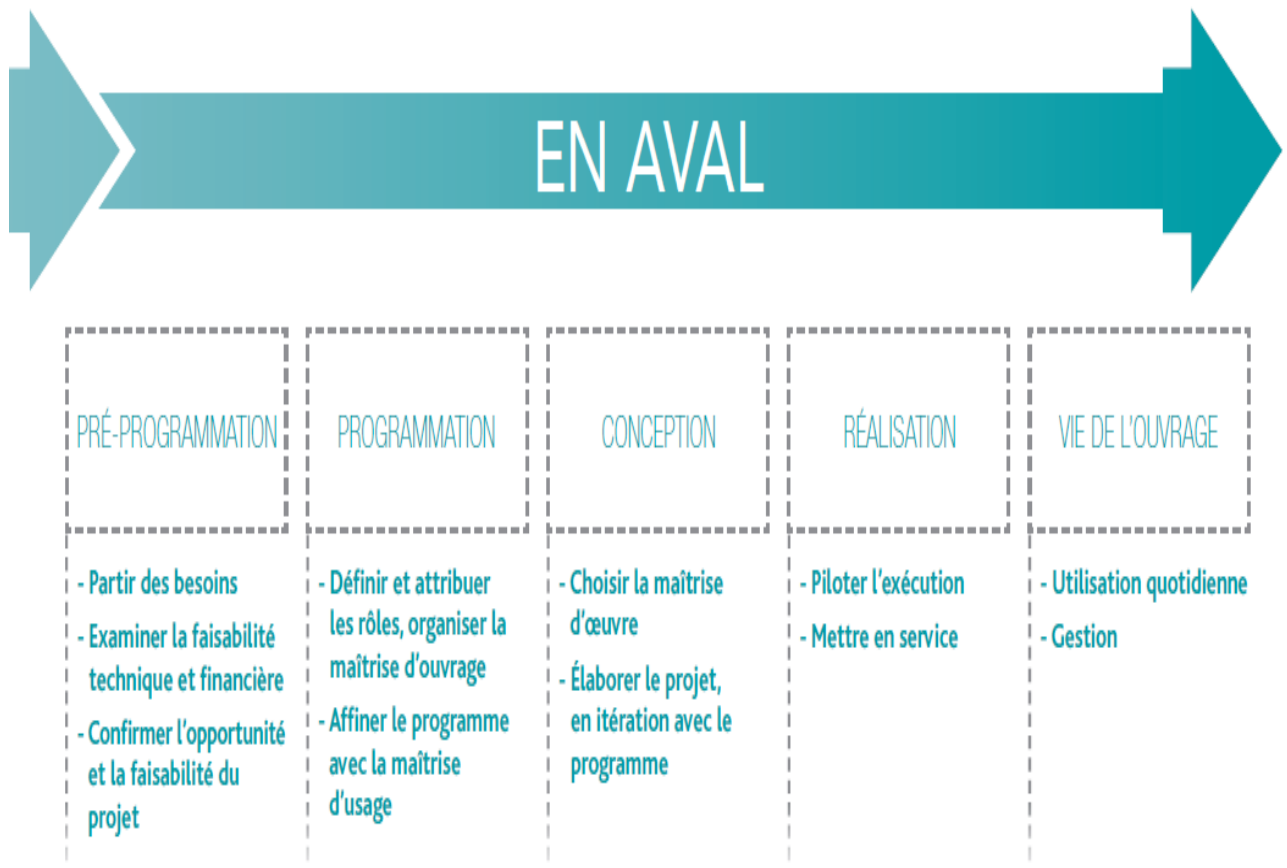 EN AVAL
PRÉ-PROGRAMMATION
- Partir des besoins
- Examiner la faisabilité
technique et financière
- Confirmer l'opportunité
et la faisabilité du
projet
PROGRAMMATION
- Définir et attribuer
les rôles, organiser la
maîtrise d'ouvrage
- Affiner le programme
avec la maîtrise
d'usage
CONCEPTION
- Choisir la maîtrise
d'œuvre
- Élaborer le projet,
en itération avec le
programme
RÉALISATION
- Piloter l'exécution
- Mettre en service
VIE DE L'OUVRAGE
- Utilisation quotidienne
- Gestion